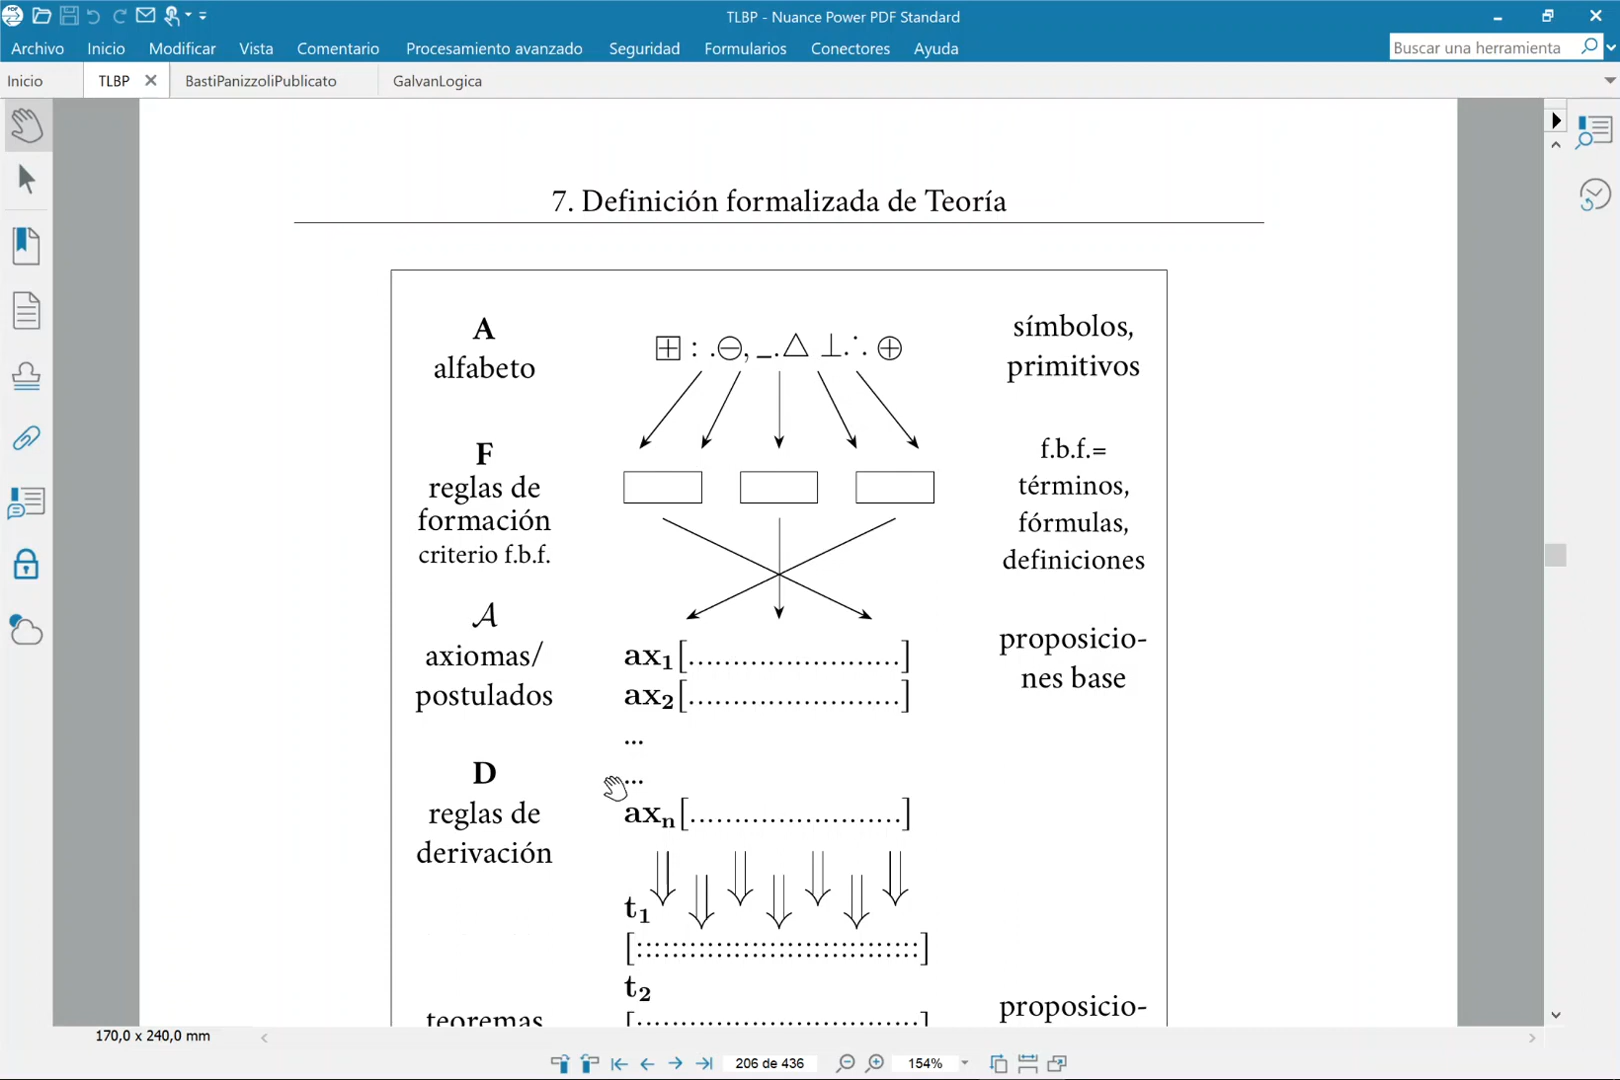 TLBP - Nuance Power PDF Standard
Archivo Inicio Modificar Vista Comentario Procesamiento avanzado Seguridad Formularios Conectores Ayuda
Buscar una herramienta
Inicio TLBP BastiPanizzoliPublicato GalvanLogica
7. Definición formalizada de Teoría
A
alfabeto
símbolos,
primitivos
F
reglas de
formación
criterio f.b.f.
f.b.f.=
términos,
fórmulas,
definiciones
𝒜
axiomas/
postulados
ax₁[........................]
ax₂[........................]
...
...
axₙ[........................]
proposicio-
nes base
D
reglas de
derivación
t₁
[::::::::::::::::::::::::::::::::]
t₂
[................................]
teoremas
proposicio-
170,0 x 240,0 mm
206 de 436
154%